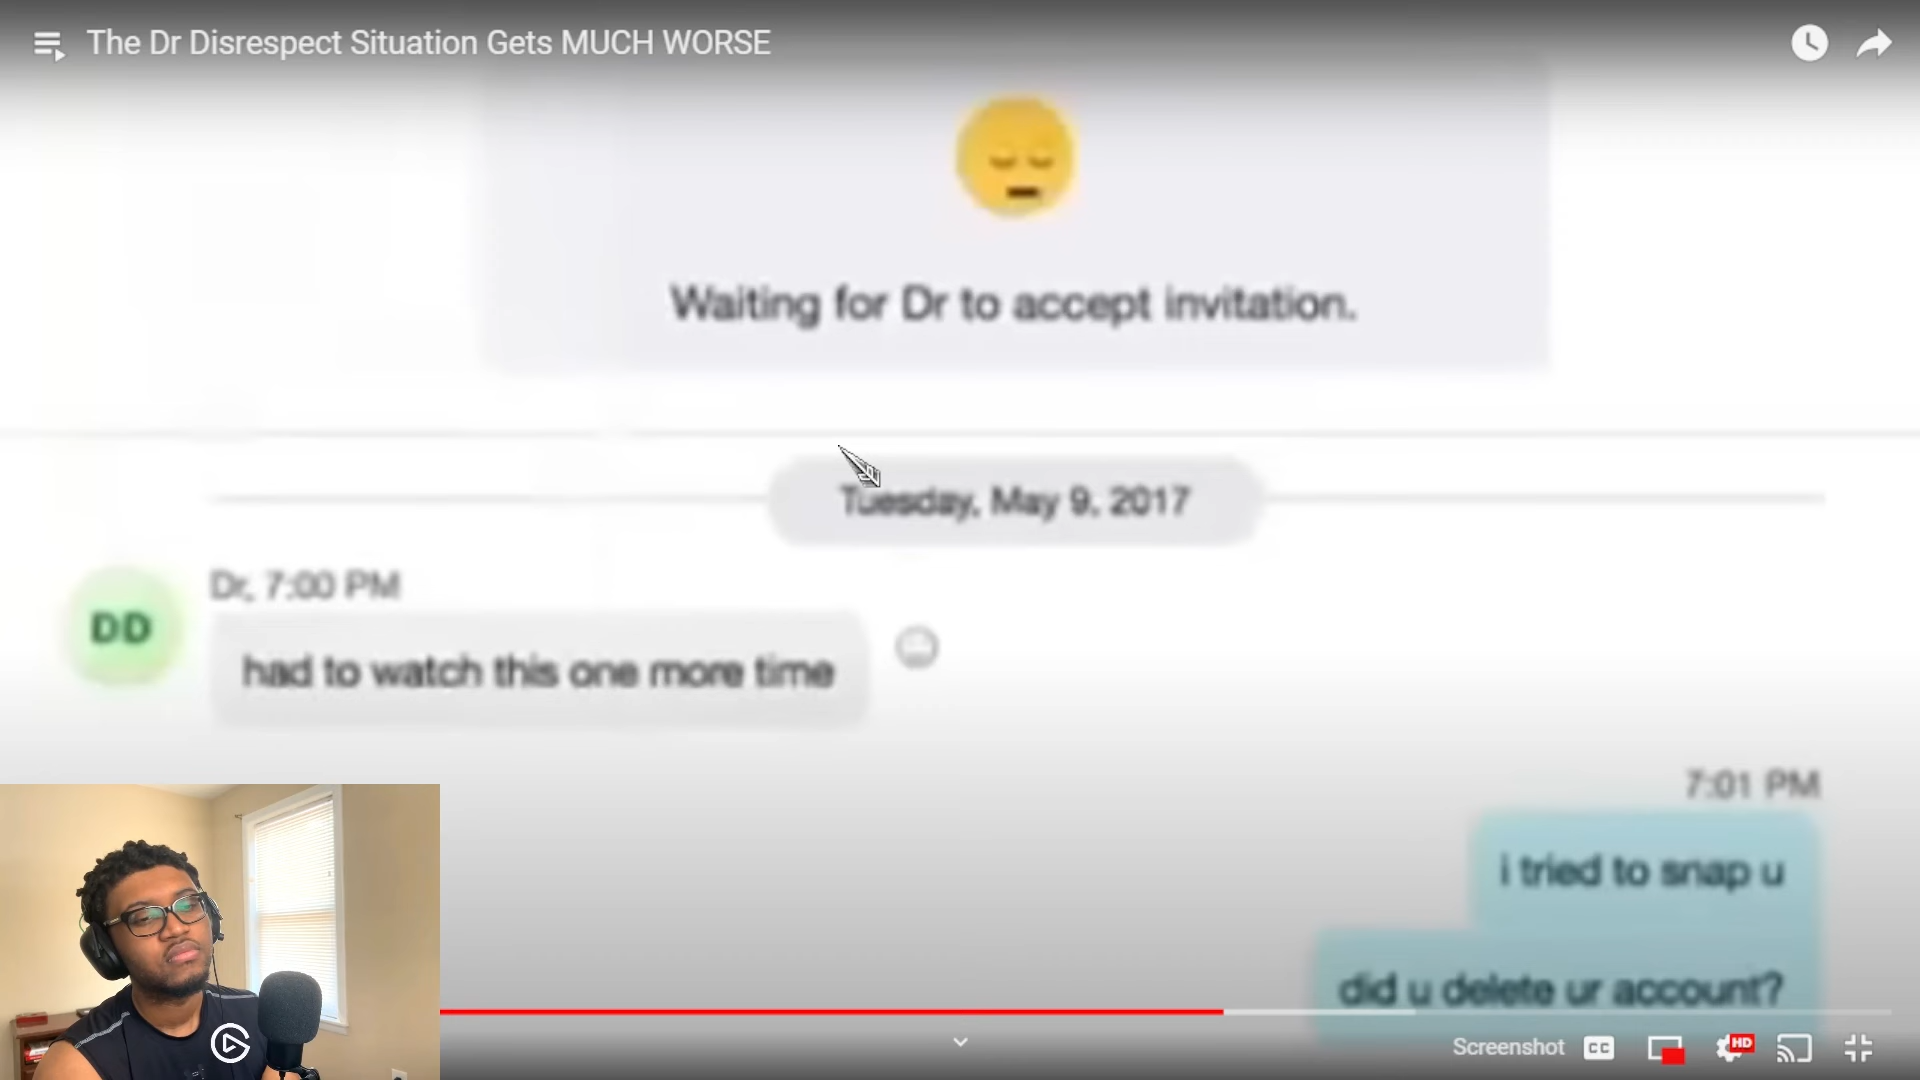 The Dr Disrespect Situation Gets MUCH WORSE
Waiting for Dr to accept invitation.
Tuesday, May 9, 2017
Dr, 7:00 PM
DD
had to watch this one more time
7:01 PM
i tried to snap u
did u delete ur account?
Screenshot
CC
HD